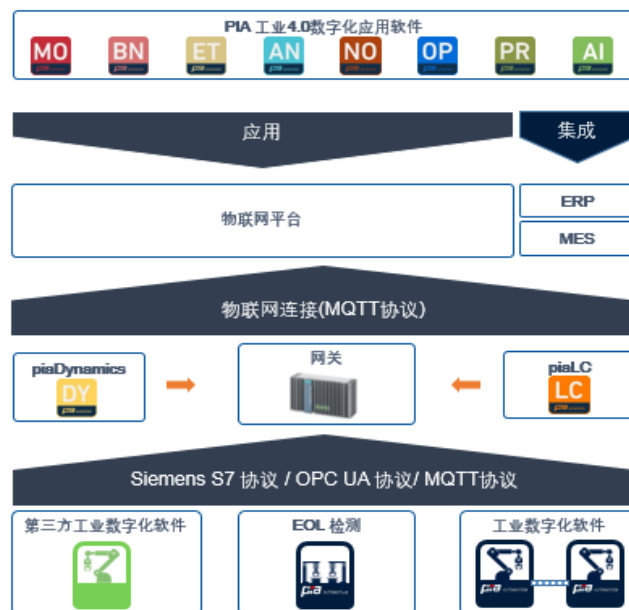 PIA 工业4.0数字化应用软件
MO BN ET AN NO OP PR AI
应用
集成
物联网平台
ERP
MES
物联网连接(MQTT协议)
piaDynamics
DY
网关
piaLC
LC
Siemens S7 协议 / OPC UA 协议/ MQTT协议
第三方工业数字化软件
EOL 检测
工业数字化软件
pia
pia
pia